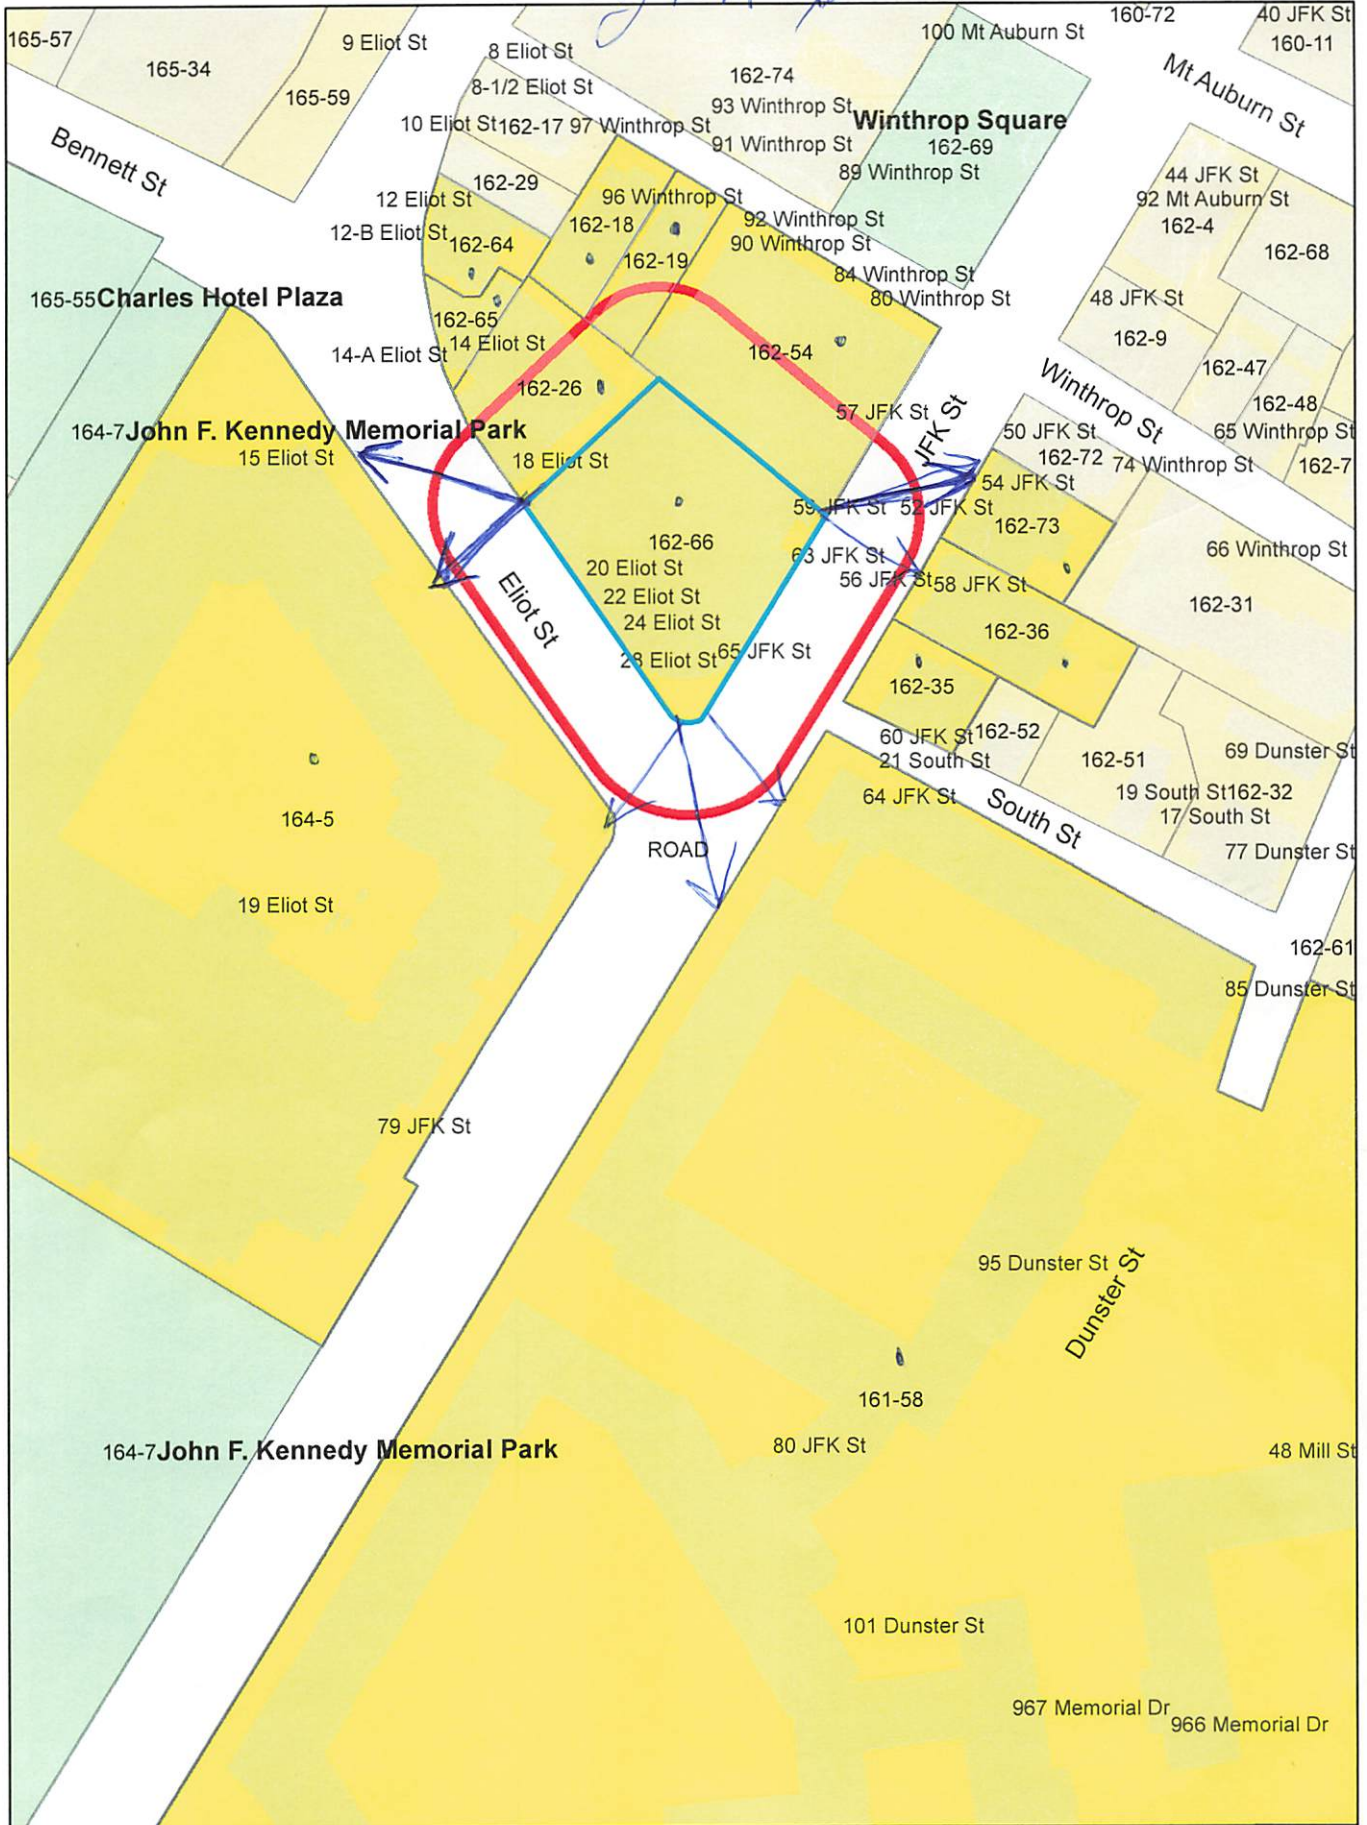 160-72
40 JFK St
165-57
9 Eliot St
8 Eliot St
100 Mt Auburn St
160-11
165-34
162-74
Mt Auburn St
8-1/2 Eliot St
165-59
93 Winthrop St
10 Eliot St
162-17
97 Winthrop St
Winthrop Square
91 Winthrop St
162-69
Bennett St
89 Winthrop St
44 JFK St
162-29
12 Eliot St
96 Winthrop St
92 Mt Auburn St
92 Winthrop St
162-4
162-18
12-B Eliot St
162-64
90 Winthrop St
162-68
162-19
84 Winthrop St
165-55
Charles Hotel Plaza
80 Winthrop St
48 JFK St
162-65
14 Eliot St
162-9
14-A Eliot St
162-54
162-47
162-26
Winthrop St
162-48
57 JFK St
JFK St
164-7
John F. Kennedy Memorial Park
50 JFK St
65 Winthrop St
15 Eliot St
18 Eliot St
162-72
74 Winthrop St
162-7
54 JFK St
59 JFK St
52 JFK St
162-73
162-66
63 JFK St
66 Winthrop St
20 Eliot St
56 JFK St
58 JFK St
Eliot St
22 Eliot St
162-31
24 Eliot St
162-36
28 Eliot St
65 JFK St
162-35
60 JFK St
162-52
69 Dunster St
21 South St
162-51
64 JFK St
South St
19 South St
162-32
17 South St
164-5
ROAD
77 Dunster St
19 Eliot St
162-61
85 Dunster St
79 JFK St
95 Dunster St
Dunster St
161-58
164-7
John F. Kennedy Memorial Park
80 JFK St
48 Mill St
101 Dunster St
967 Memorial Dr
966 Memorial Dr